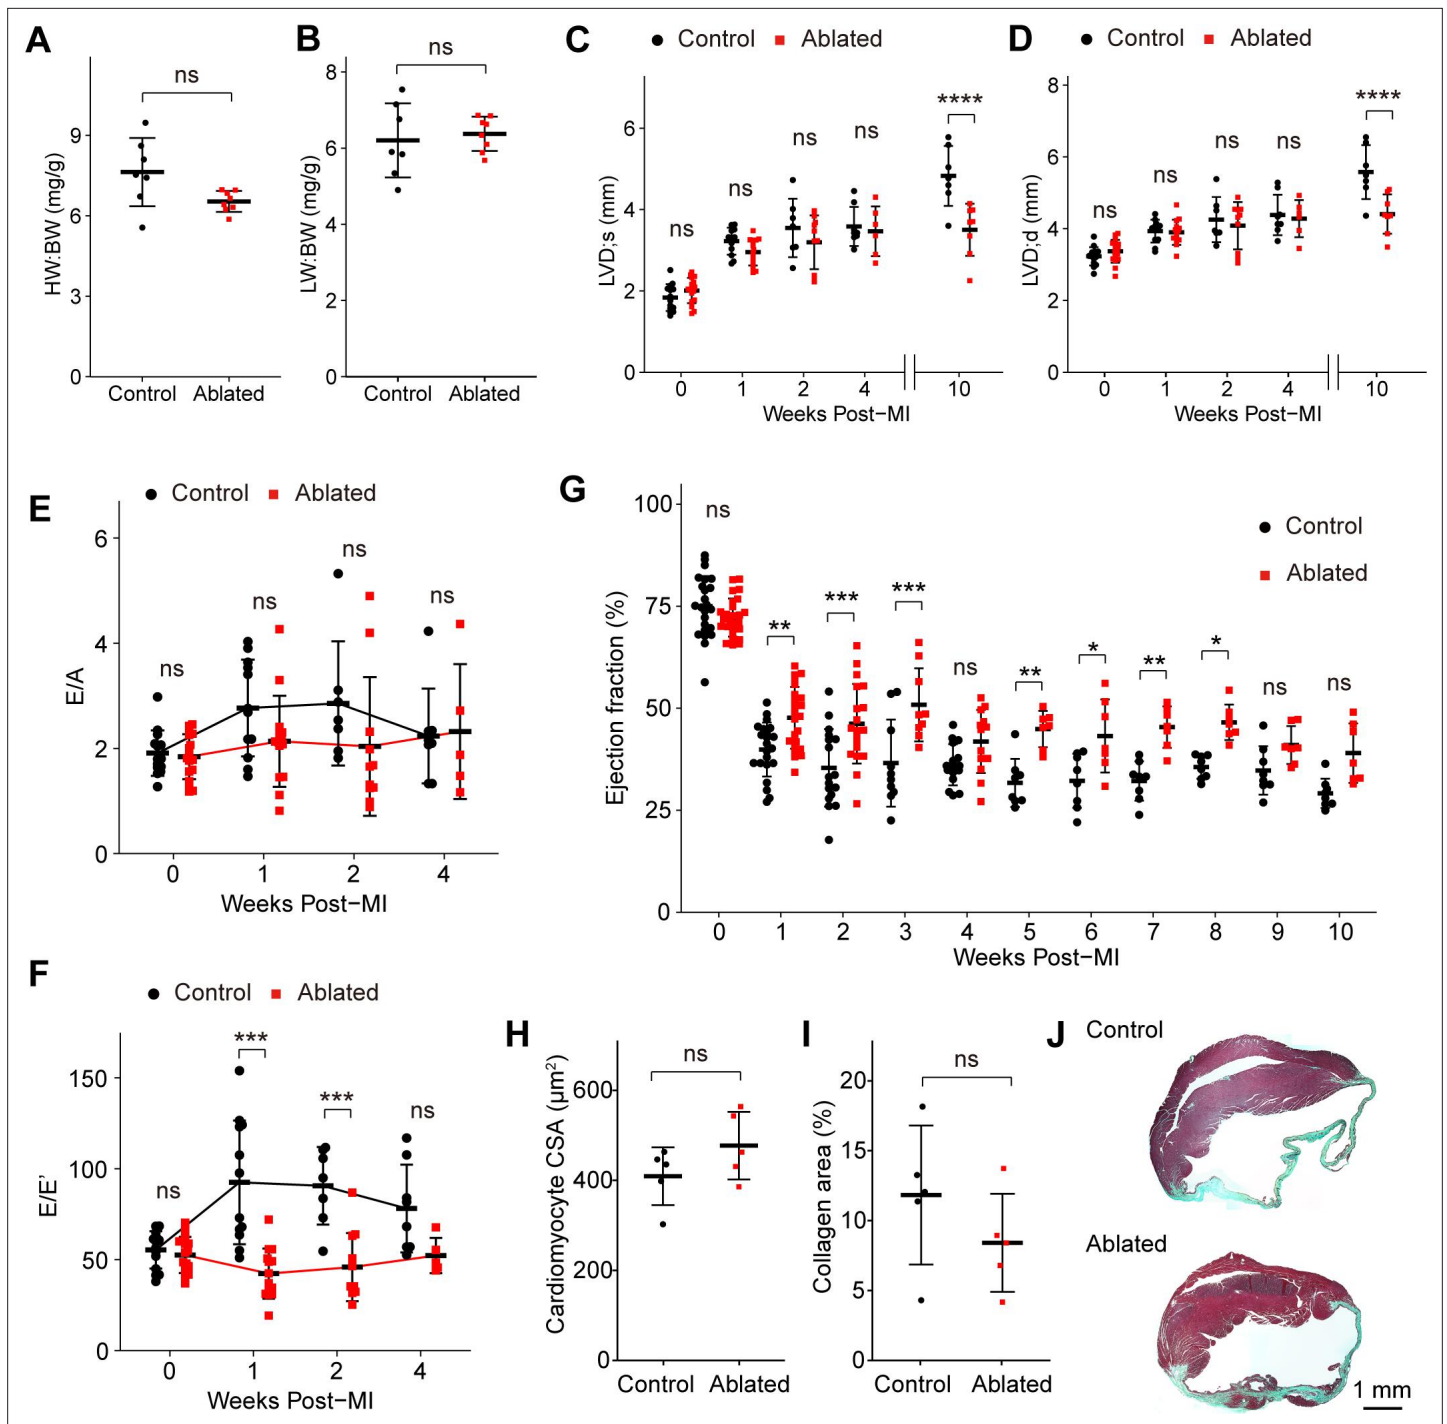 A
ns
HW:BW (mg/g)
9
6
3
0
Control Ablated
B
ns
LW:BW (mg/g)
8
6
4
2
0
Control Ablated
C
Control Ablated
LVD;s (mm)
6
4
2
0
ns
ns
ns
ns
****
0 1 2 4 10
Weeks Post−MI
D
Control Ablated
LVD;d (mm)
8
6
4
2
0
ns
ns
ns
ns
****
0 1 2 4 10
Weeks Post−MI
E
Control Ablated
E/A
6
4
2
0
ns
ns
ns
ns
0 1 2 4
Weeks Post−MI
G
Control
Ablated
Ejection fraction (%)
100
75
50
25
0
ns
**
***
***
ns
**
*
**
*
ns
ns
0 1 2 3 4 5 6 7 8 9 10
Weeks Post−MI
F
Control Ablated
E/E’
150
100
50
0
ns
***
***
ns
0 1 2 4
Weeks Post−MI
H
ns
Cardiomyocyte CSA (µm²)
600
400
200
0
Control Ablated
I
ns
Collagen area (%)
20
15
10
5
0
Control Ablated
J
Control
Ablated
1 mm